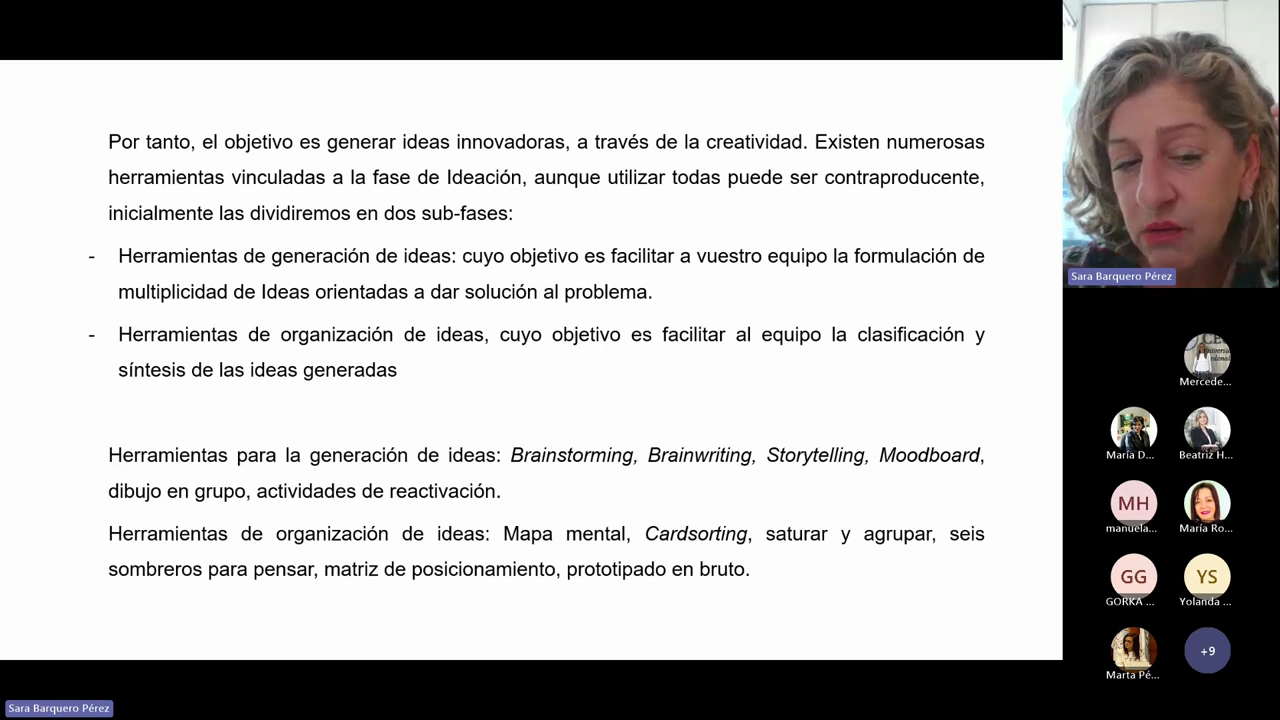 Por tanto, el objetivo es generar ideas innovadoras, a través de la creatividad. Existen numerosas
herramientas vinculadas a la fase de Ideación, aunque utilizar todas puede ser contraproducente,
inicialmente las dividiremos en dos sub-fases:
- Herramientas de generación de ideas: cuyo objetivo es facilitar a vuestro equipo la formulación de
multiplicidad de Ideas orientadas a dar solución al problema.
- Herramientas de organización de ideas, cuyo objetivo es facilitar al equipo la clasificación y
síntesis de las ideas generadas
Herramientas para la generación de ideas: Brainstorming, Brainwriting, Storytelling, Moodboard,
dibujo en grupo, actividades de reactivación.
Herramientas de organización de ideas: Mapa mental, Cardsorting, saturar y agrupar, seis
sombreros para pensar, matriz de posicionamiento, prototipado en bruto.
Sara Barquero Pérez
Mercede...
María D...
Beatriz H...
MH
manuela...
María Ro...
GG
GORKA ...
YS
Yolanda ...
Marta Pé...
+9
Sara Barquero Pérez